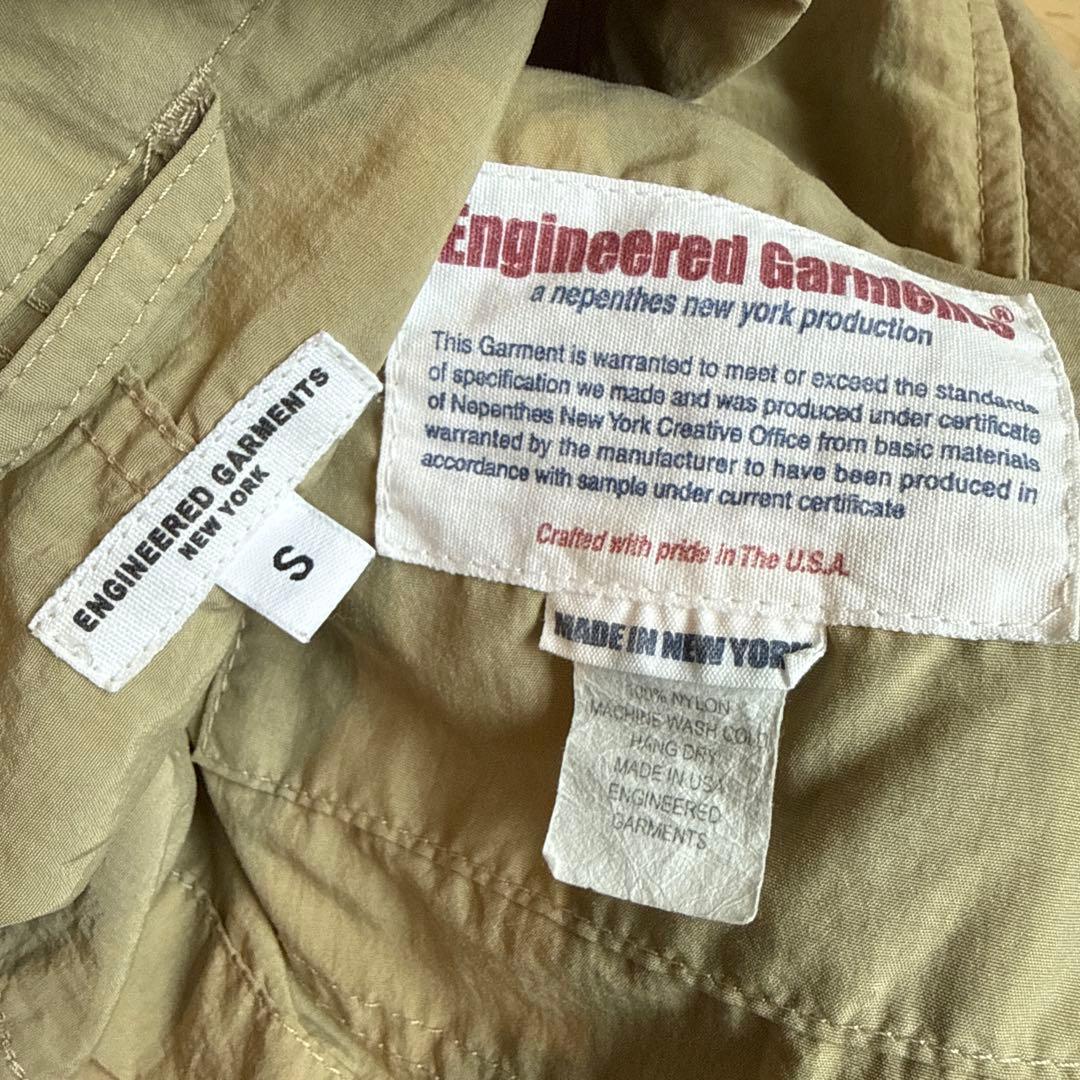 Engineered Garments®
a nepenthes new york production
This Garment is warranted to meet or exceed the standards
of specification we made and was produced under certificate
of Nepenthes New York Creative Office from basic materials
warranted by the manufacturer to have been produced in
accordance with sample under current certificate
Crafted with pride in The U.S.A.
MADE IN NEW YORK
100% NYLON
MACHINE WASH COLD
HANG DRY
MADE IN USA
ENGINEERED
GARMENTS
ENGINEERED GARMENTS
NEW YORK
S